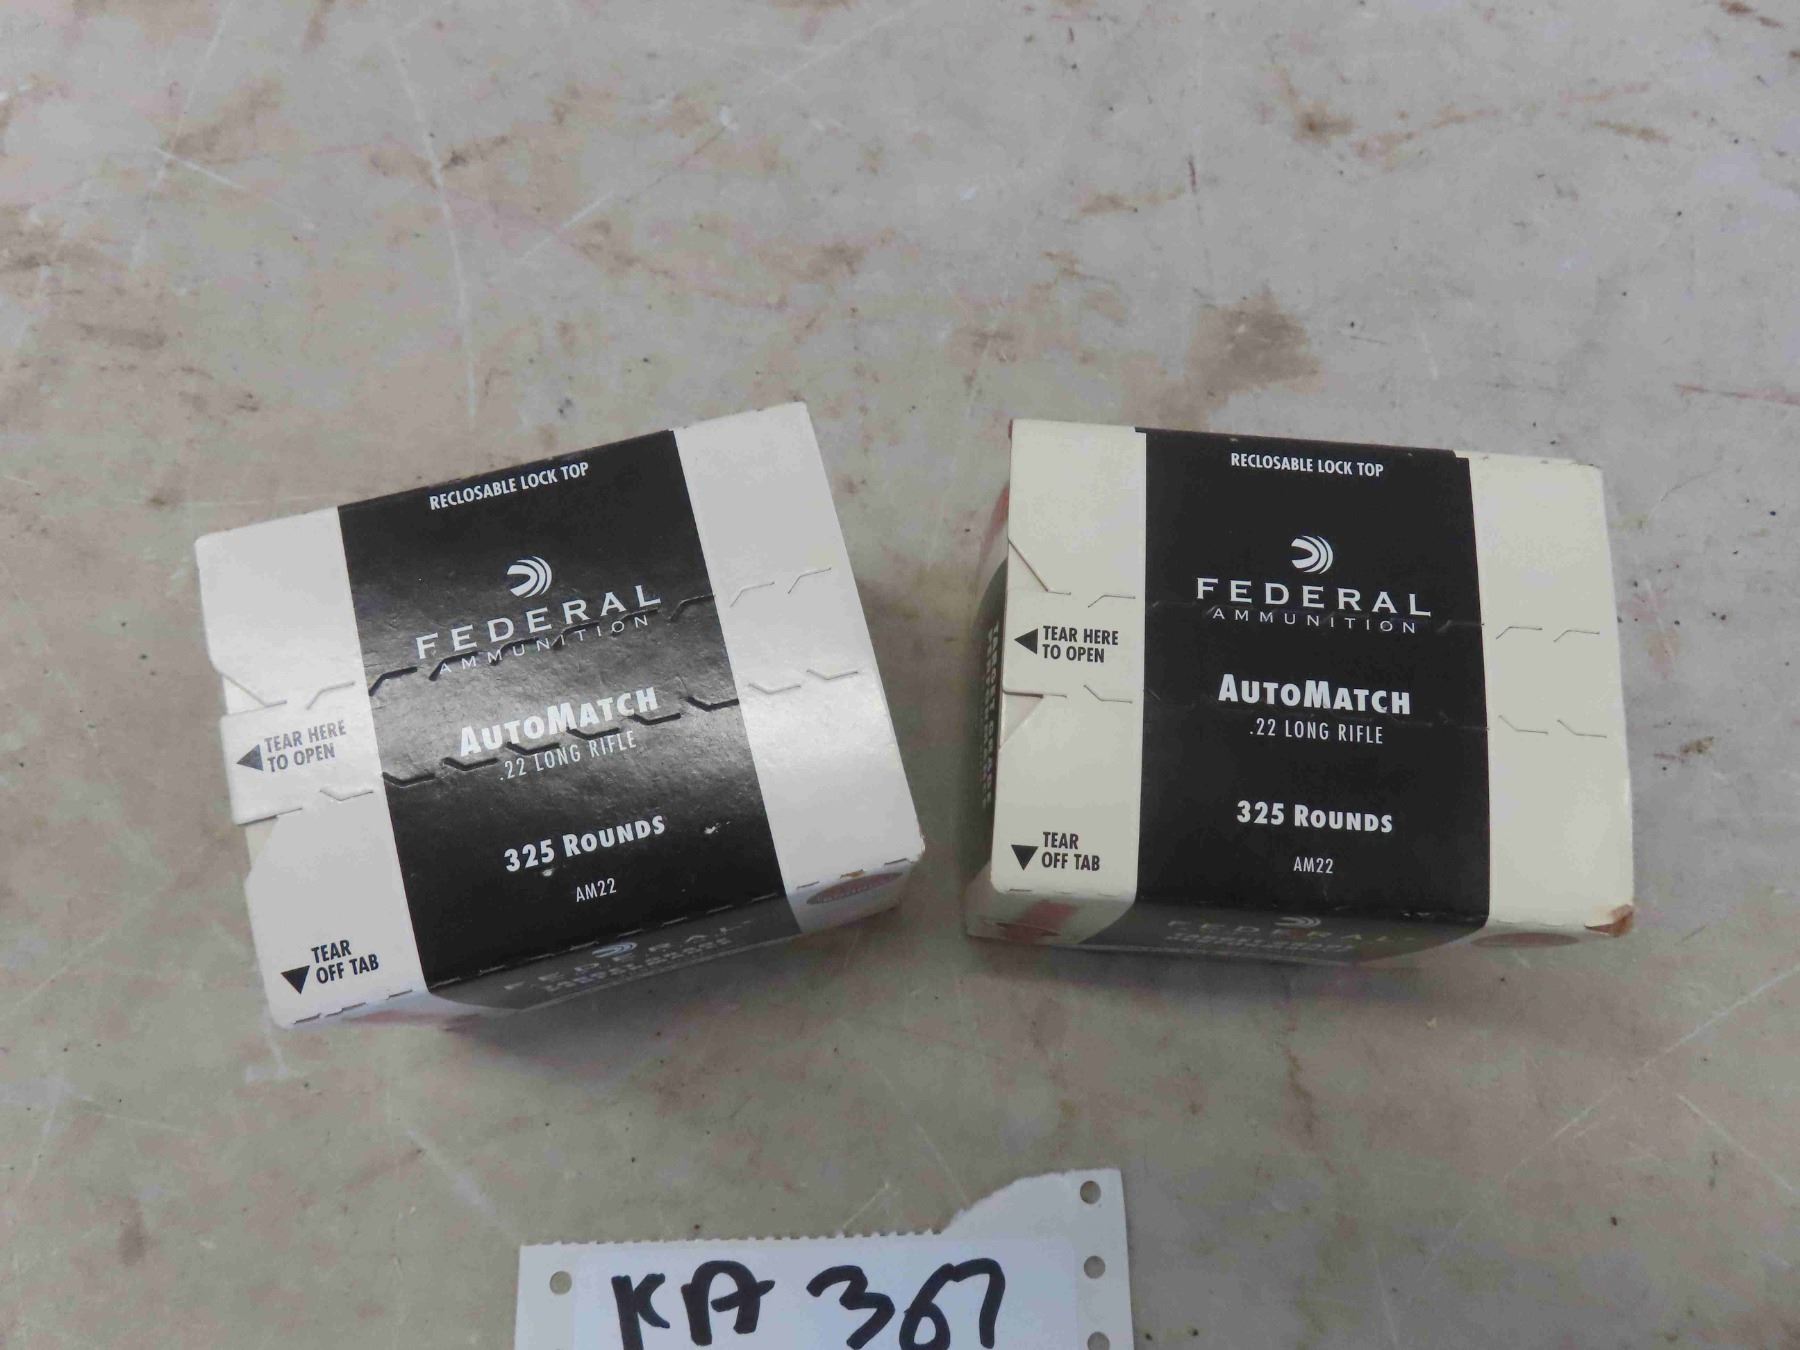 RECLOSABLE LOCK TOP
FEDERAL
AMMUNITION
TEAR HERE
TO OPEN
AUTOMATCH
.22 LONG RIFLE
325 ROUNDS
AM22
TEAR
OFF TAB
FEDERAL
RECLOSABLE LOCK TOP
FEDERAL
AMMUNITION
TEAR HERE
TO OPEN
AUTOMATCH
.22 LONG RIFLE
325 ROUNDS
AM22
TEAR
OFF TAB
FEDERAL
KA 367